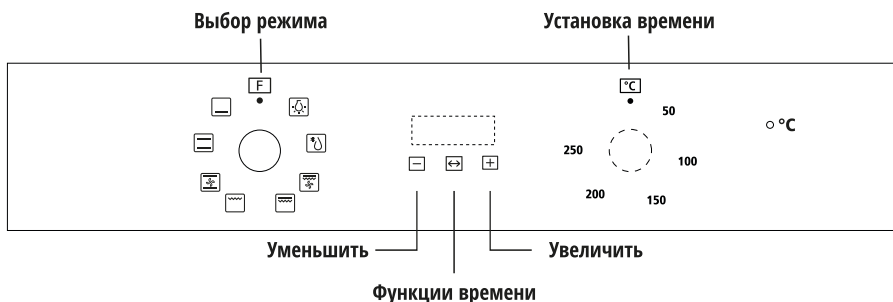 Выбор режима
Установка времени
F
°C
50
°C
250
100
200
150
Уменьшить
Увеличить
Функции времени